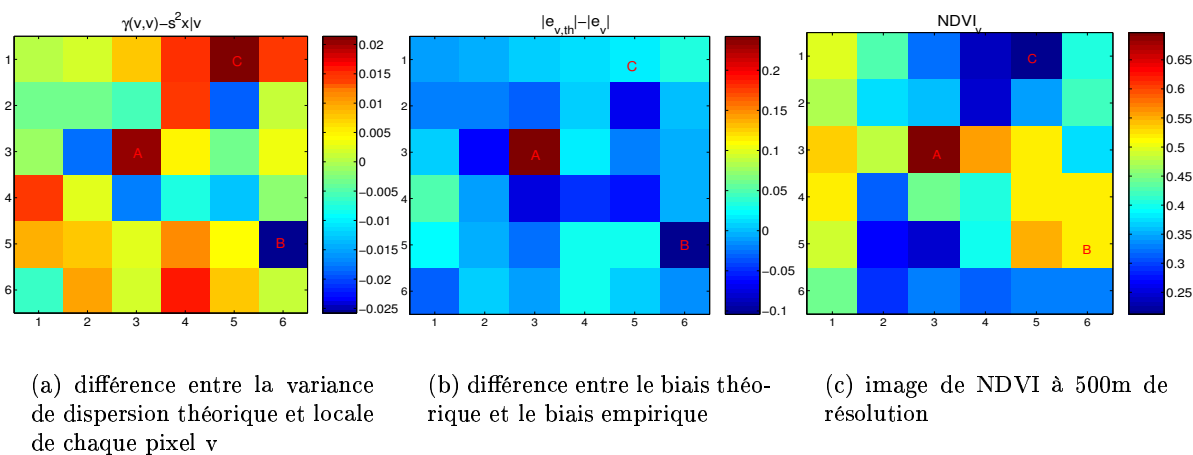 γ(v,v)−s²x|v
|e_v,th|−|e_v|
NDVI_v
1
2
3
4
5
6
1 2 3 4 5 6
C
A
B
0.02
0.015
0.01
0.005
0
−0.005
−0.01
−0.015
−0.02
−0.025
1
2
3
4
5
6
1 2 3 4 5 6
C
A
B
0.2
0.15
0.1
0.05
0
−0.05
−0.1
1
2
3
4
5
6
1 2 3 4 5 6
C
A
B
0.65
0.6
0.55
0.5
0.45
0.4
0.35
0.3
0.25
(a) différence entre la variance
de dispersion théorique et locale
de chaque pixel v
(b) différence entre le biais théo-
rique et le biais empirique
(c) image de NDVI à 500m de
résolution